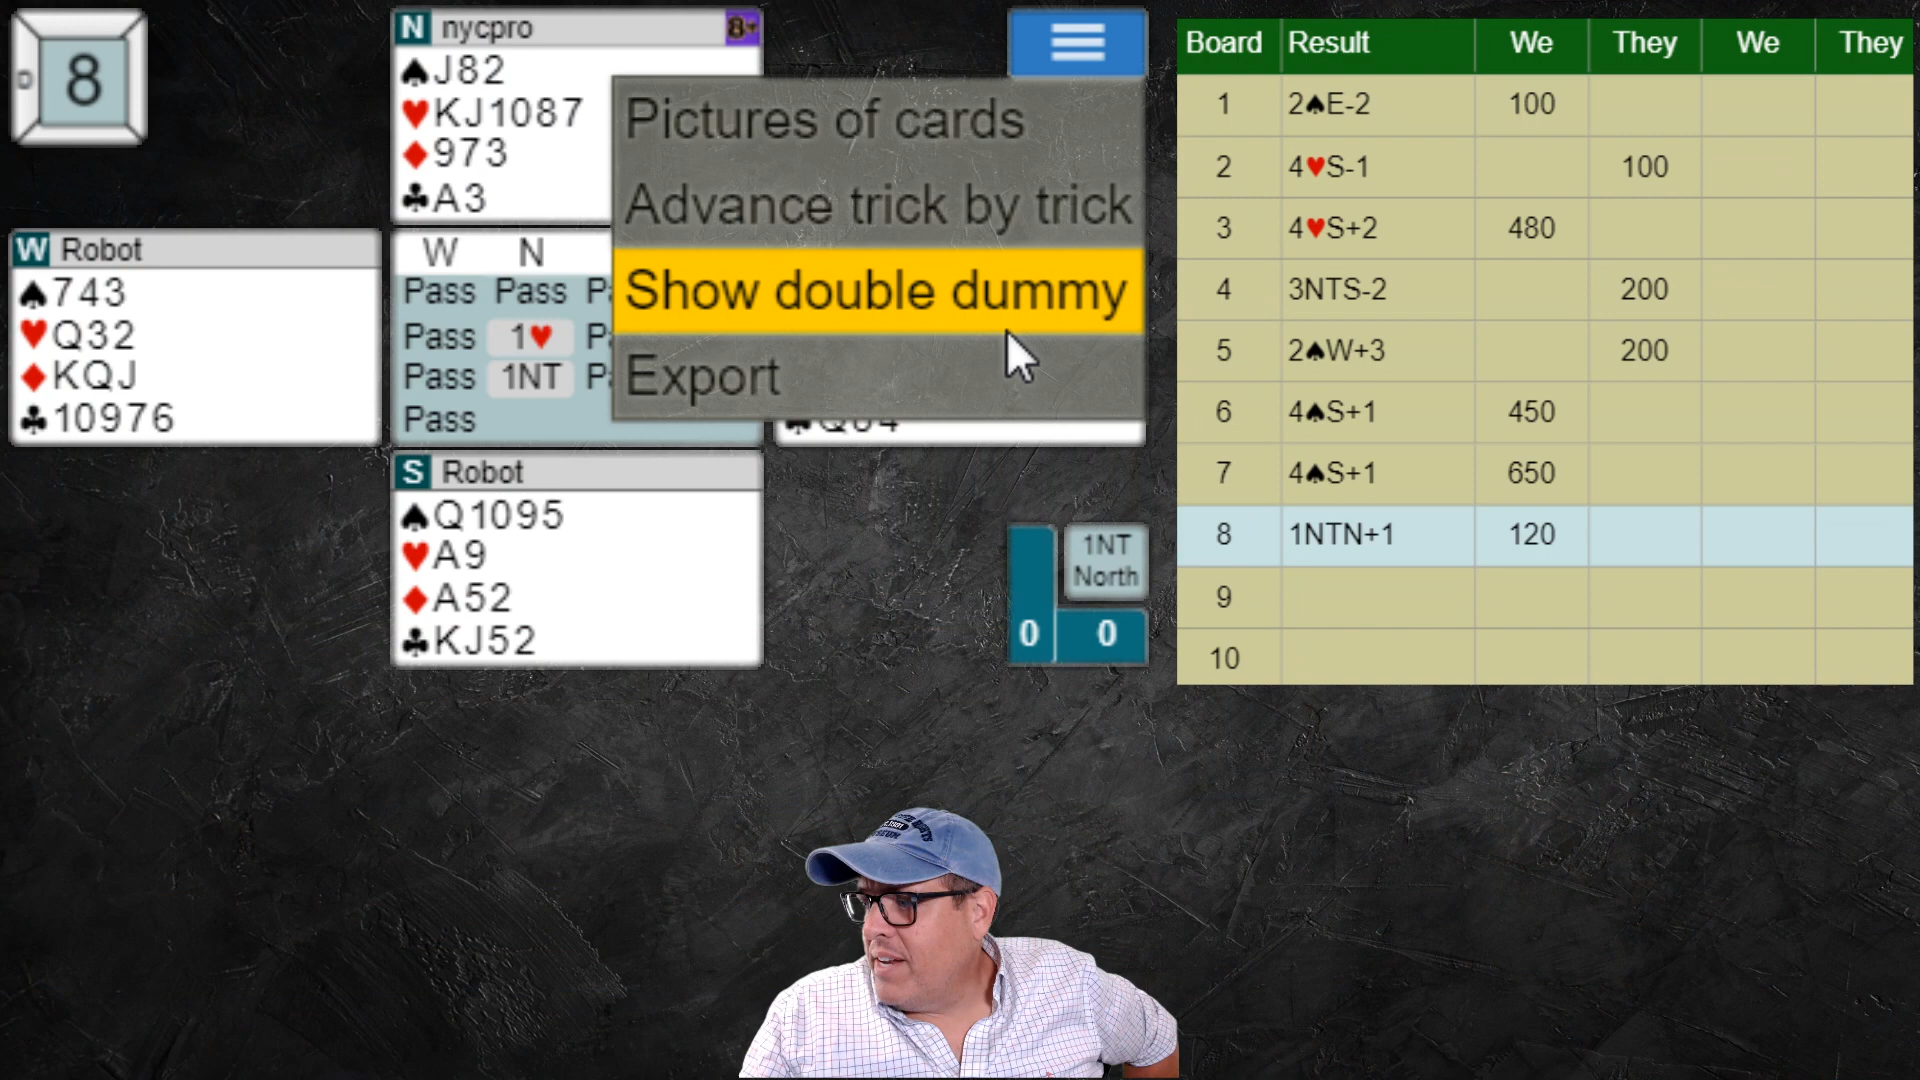 D 8
N nycpro 8+
♠J82
♥KJ1087
♦973
♣A3
Pictures of cards
Advance trick by trick
Show double dummy
Export
W Robot
♠743
♥Q32
♦KQJ
♣10976
W N
Pass Pass
Pass 1♥
Pass 1NT
Pass
S Robot
♠Q1095
♥A9
♦A52
♣KJ52
1NT
North
0 0
Board Result We They We They
1 2♠E-2 100
2 4♥S-1 100
3 4♥S+2 480
4 3NTS-2 200
5 2♠W+3 200
6 4♠S+1 450
7 4♠S+1 650
8 1NTN+1 120
9
10